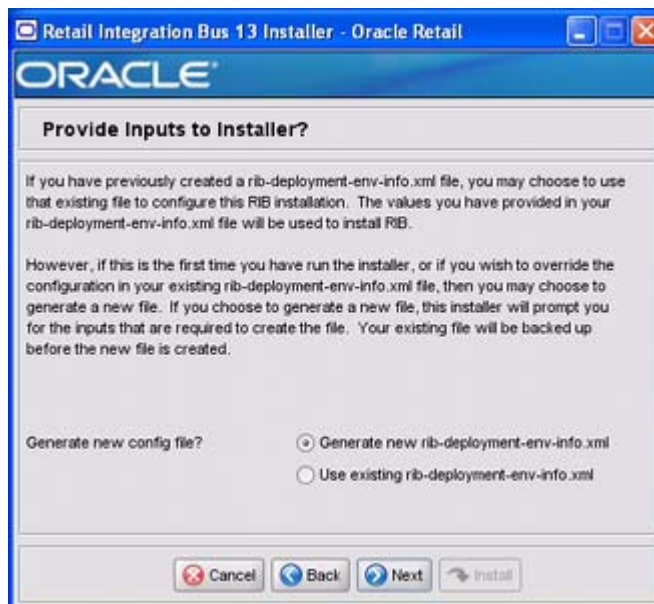 Retail Integration Bus 13 Installer - Oracle Retail
ORACLE
Provide Inputs to Installer?
If you have previously created a rib-deployment-env-info.xml file, you may choose to use
that existing file to configure this RIB installation. The values you have provided in your
rib-deployment-env-info.xml file will be used to install RIB.
However, if this is the first time you have run the installer, or if you wish to override the
configuration in your existing rib-deployment-env-info.xml file, then you may choose to
generate a new file. If you choose to generate a new file, this installer will prompt you
for the inputs that are required to create the file. Your existing file will be backed up
before the new file is created.
Generate new config file?
Generate new rib-deployment-env-info.xml
Use existing rib-deployment-env-info.xml
Cancel Back Next Install